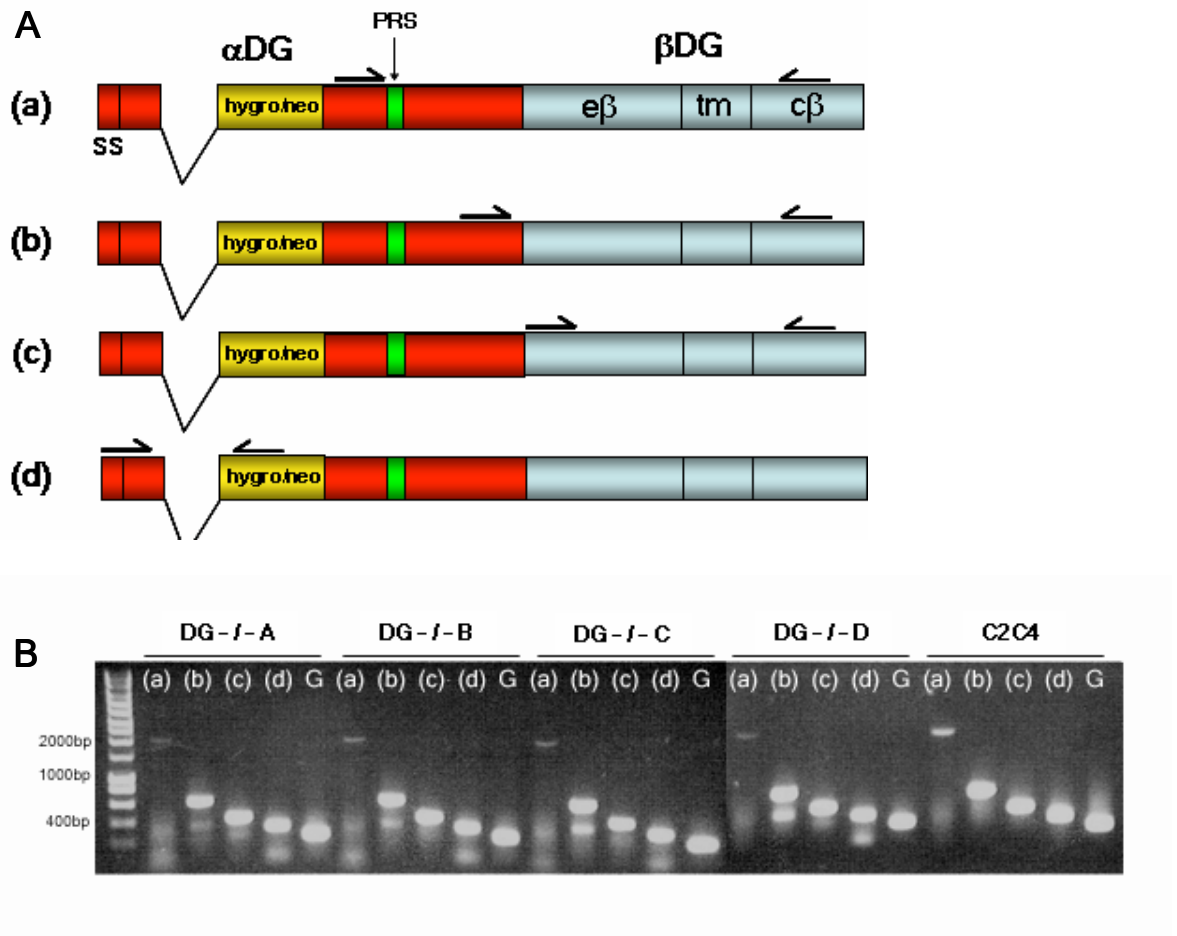 A
PRS
αDG
βDG
(a)
hygro/neo
eβ
tm
cβ
SS
(b)
hygro/neo
(c)
hygro/neo
(d)
hygro/neo
B
DG-/-A
DG-/-B
DG-/-C
DG-/-D
C2C4
(a) (b) (c) (d) G (a) (b) (c) (d) G (a) (b) (c) (d) G (a) (b) (c) (d) G (a) (b) (c) (d) G
2000bp
1000bp
400bp